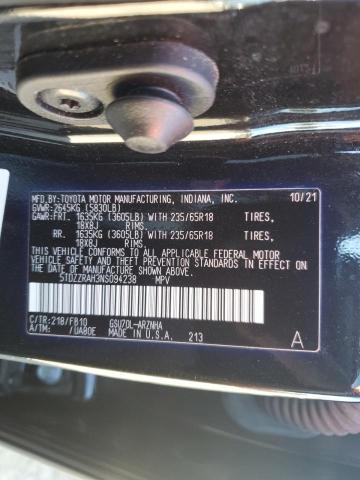 MFD.BY:TOYOTA MOTOR MANUFACTURING, INDIANA, INC. 10/21
GVWR:2645KG (5830LB)
GAWR:FRT. 1635KG (3605LB) WITH 235/65R18 TIRES,
18X8J RIMS.
RR. 1635KG (3605LB) WITH 235/65R18 TIRES,
18X8J RIMS.
THIS VEHICLE CONFORMS TO ALL APPLICABLE FEDERAL MOTOR
VEHICLE SAFETY AND THEFT PREVENTION STANDARDS IN EFFECT
ON THE DATE OF MANUFACTURE SHOWN ABOVE.
5TDZZRAH3NS094238 MPV
C/TR:218/FB10 GSU70L-ARZNHA
A/TM: /UA80E MADE IN U.S.A. 213 A